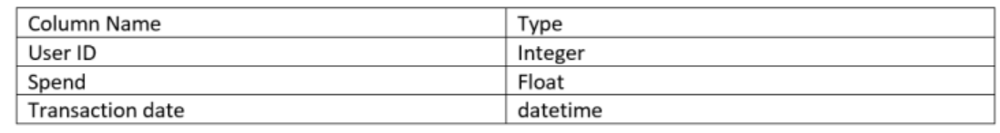 Column Name Type
User ID Integer
Spend Float
Transaction date datetime